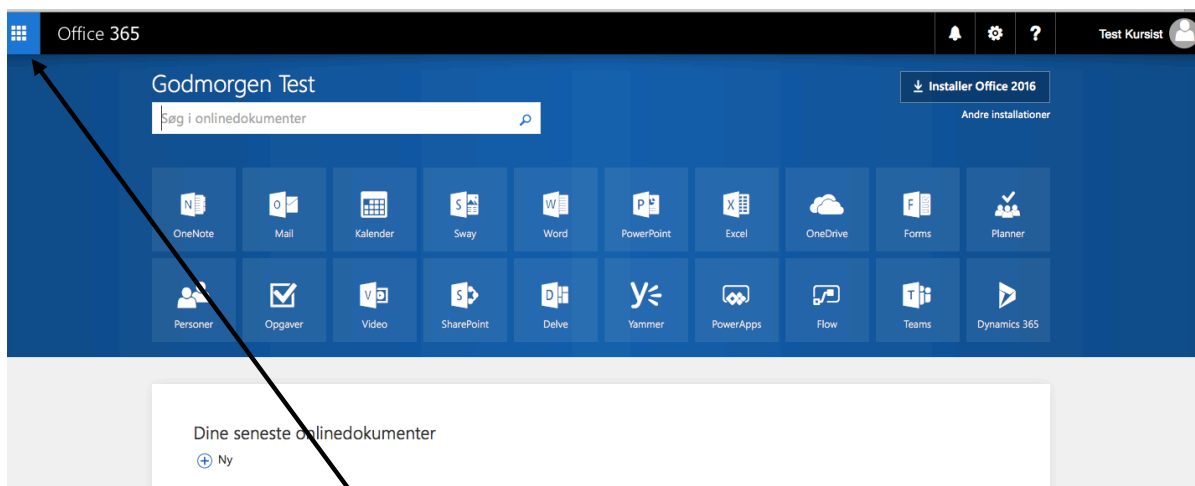 Office 365
Test Kursist
Godmorgen Test
Installer Office 2016
Søg i onlinedokumenter
Andre installationer
OneNote Mail Kalender Sway Word PowerPoint Excel OneDrive Forms Planner
Personer Opgaver Video SharePoint Delve Yammer PowerApps Flow Teams Dynamics 365
Dine seneste onlinedokumenter
Ny